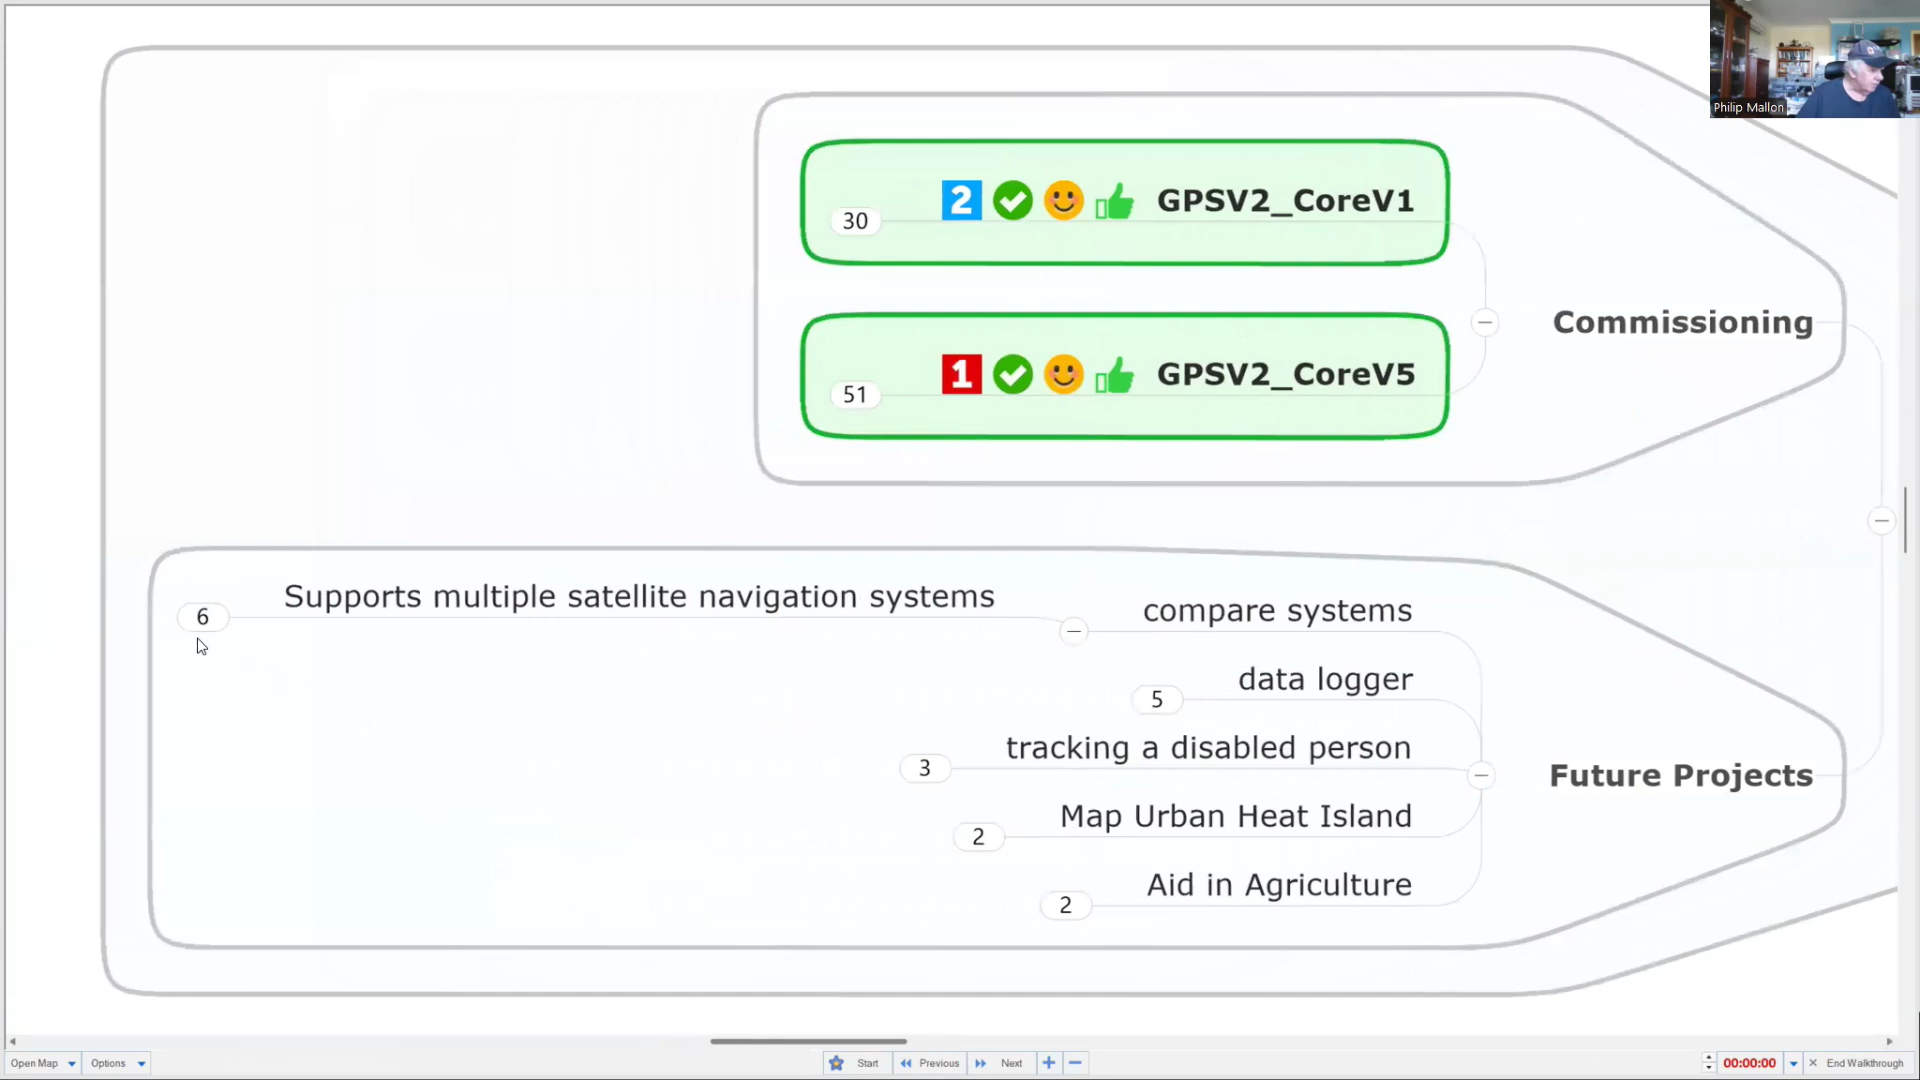 Philip Mallon
2 GPSV2_CoreV1
30
Commissioning
1 GPSV2_CoreV5
51
Supports multiple satellite navigation systems
6
compare systems
data logger
5
tracking a disabled person
3
Future Projects
Map Urban Heat Island
2
Aid in Agriculture
2
Open Map Options Start Previous Next 00:00:00 End Walkthrough